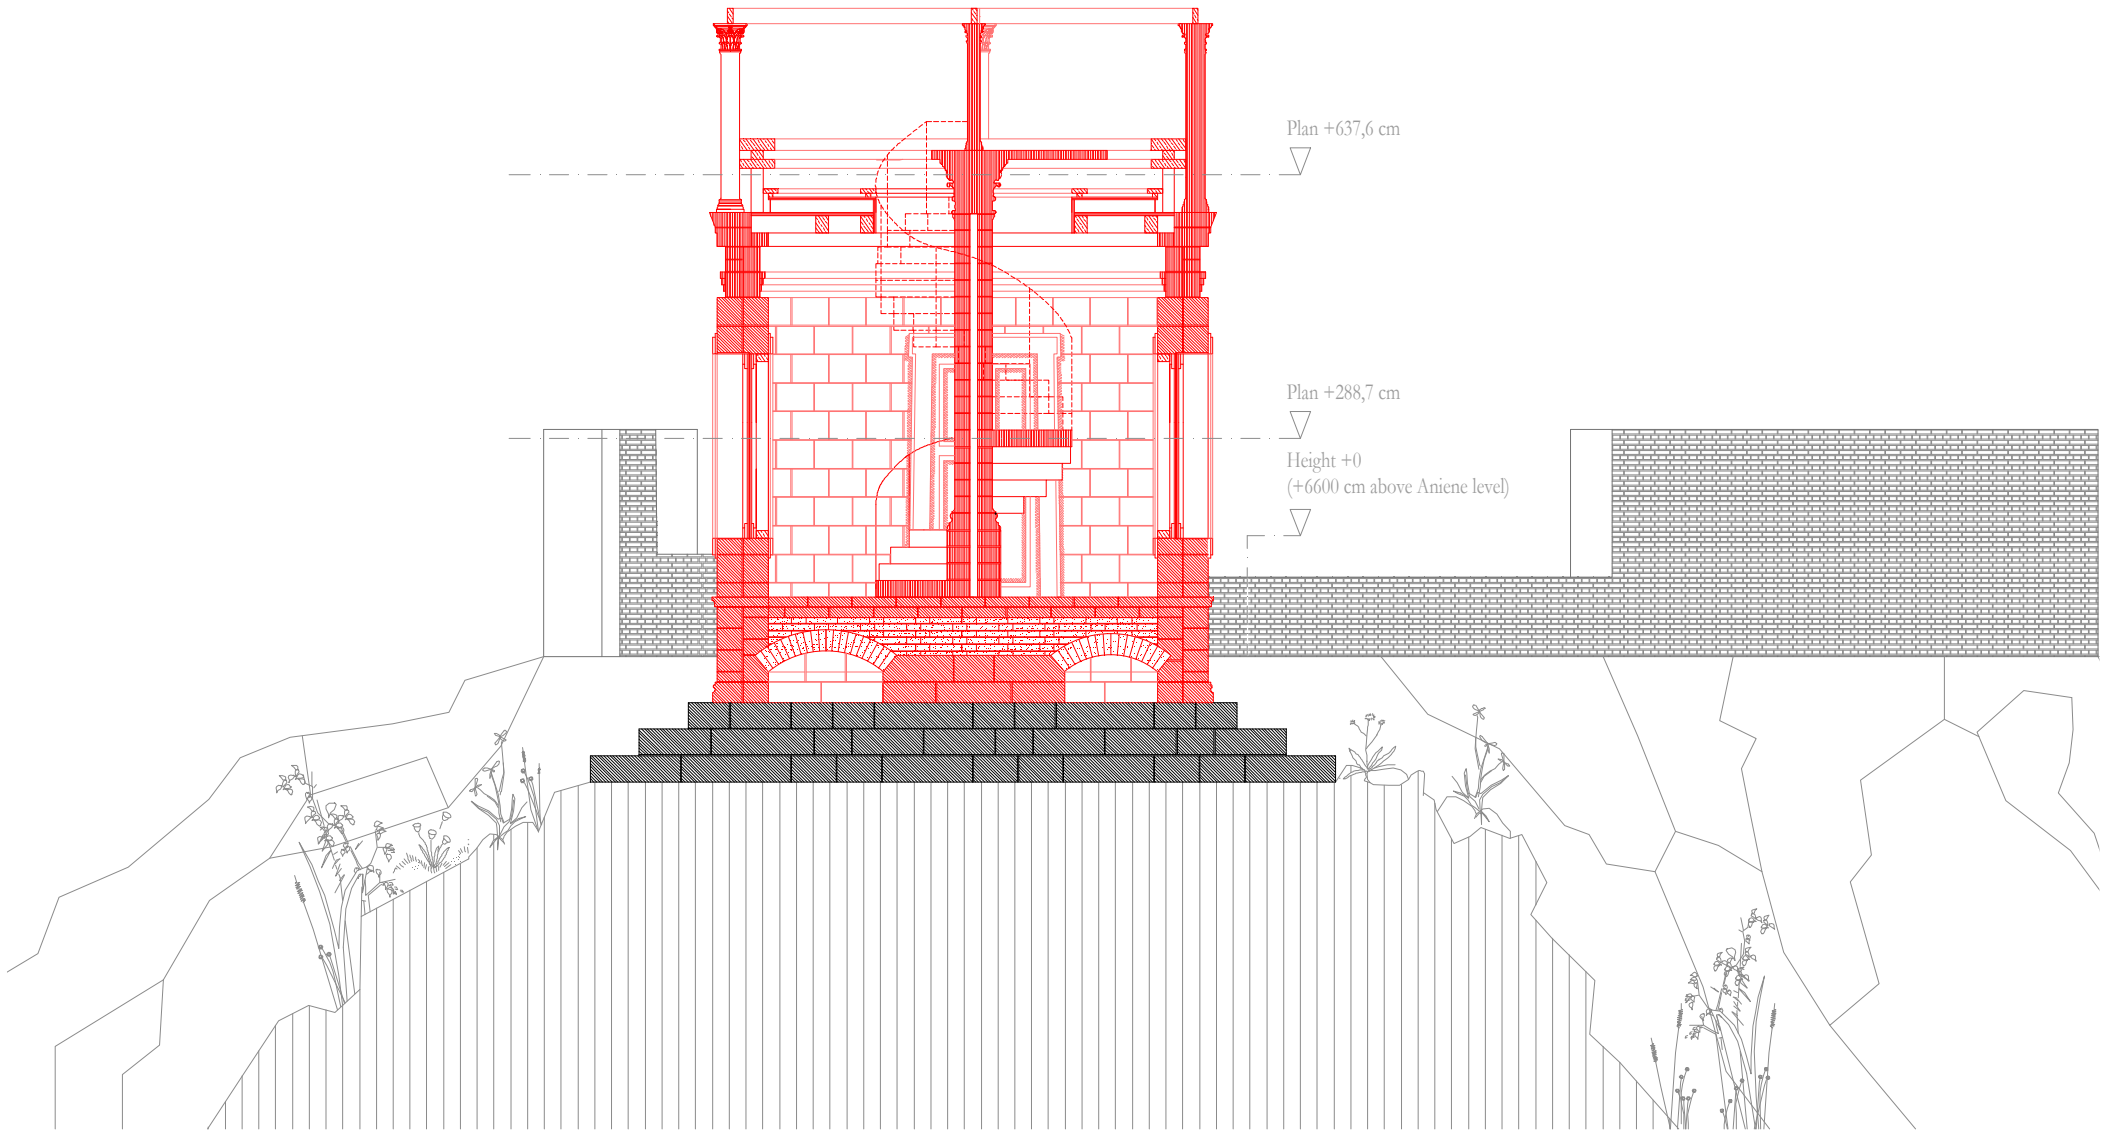 Plan +637,6 cm
Plan +288,7 cm
Height +0
(+6600 cm above Aniene level)